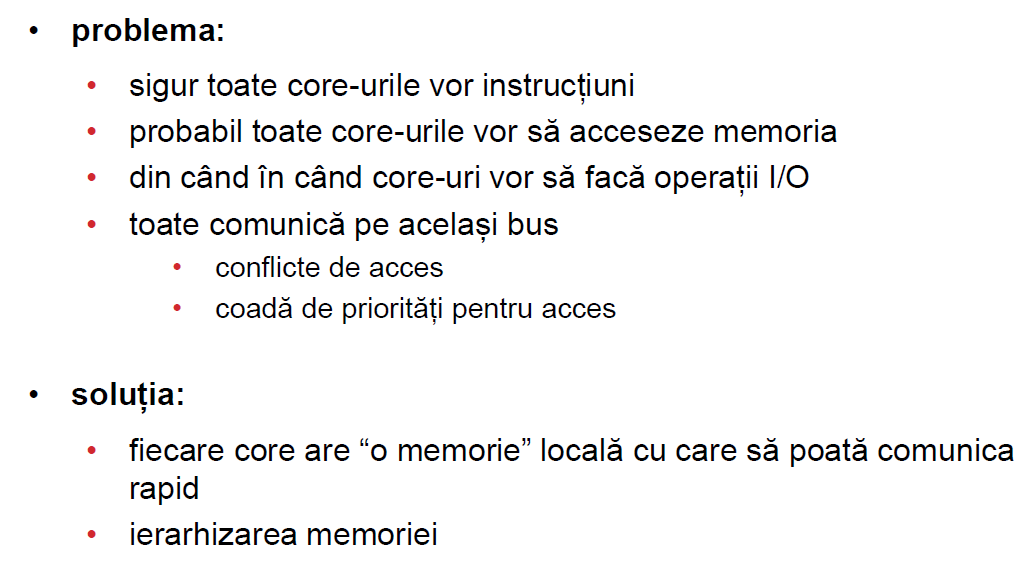 • problema:
• sigur toate core-urile vor instrucțiuni
• probabil toate core-urile vor să acceseze memoria
• din când în când core-uri vor să facă operații I/O
• toate comunică pe același bus
• conflicte de acces
• coadă de priorități pentru acces
• soluția:
• fiecare core are “o memorie” locală cu care să poată comunica
rapid
• ierarhizarea memoriei